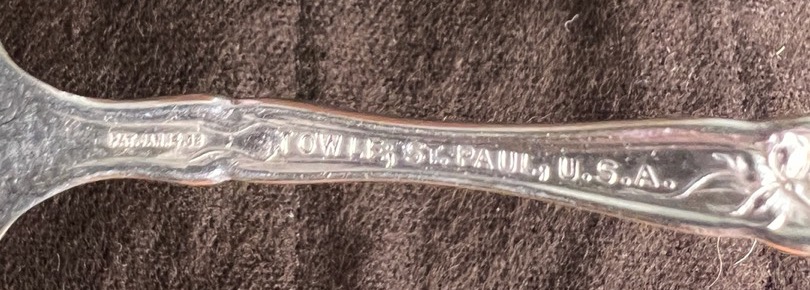 TOWLE, ST. PAUL, U.S.A.